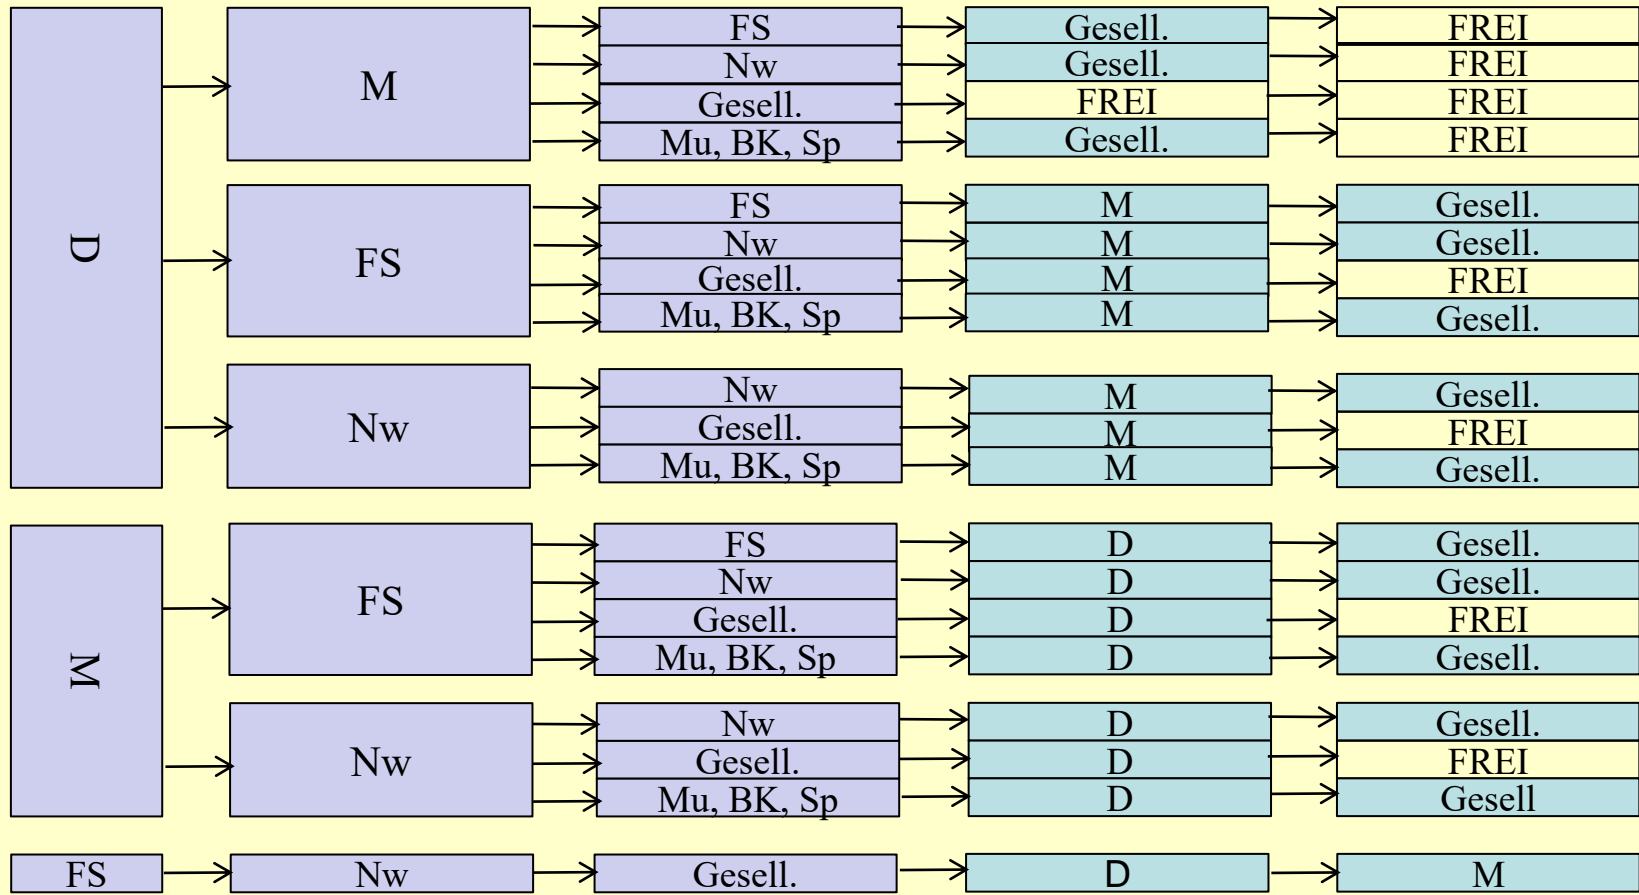 FS Gesell. FREI
Nw Gesell. FREI
M
Gesell. FREI FREI
Mu, BK, Sp Gesell. FREI
D
FS M Gesell.
Nw M Gesell.
FS
Gesell. M FREI
Mu, BK, Sp M Gesell.
Nw M Gesell.
Nw
Gesell. M FREI
Mu, BK, Sp M Gesell.
M
FS D Gesell.
Nw D Gesell.
FS
Gesell. D FREI
Mu, BK, Sp D Gesell.
Nw D Gesell.
Nw
Gesell. D FREI
Mu, BK, Sp D Gesell
FS Nw Gesell. D M